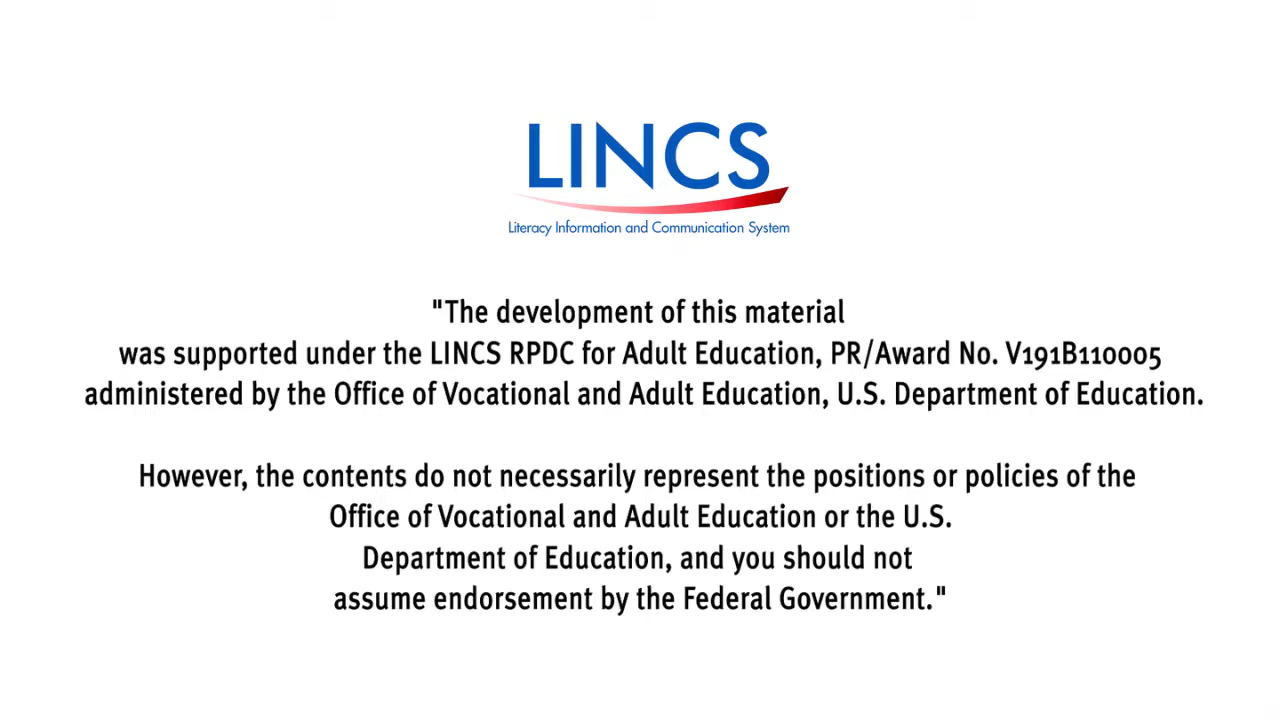 LINCS
Literacy Information and Communication System
"The development of this material
was supported under the LINCS RPDC for Adult Education, PR/Award No. V191B110005
administered by the Office of Vocational and Adult Education, U.S. Department of Education.
However, the contents do not necessarily represent the positions or policies of the
Office of Vocational and Adult Education or the U.S.
Department of Education, and you should not
assume endorsement by the Federal Government."